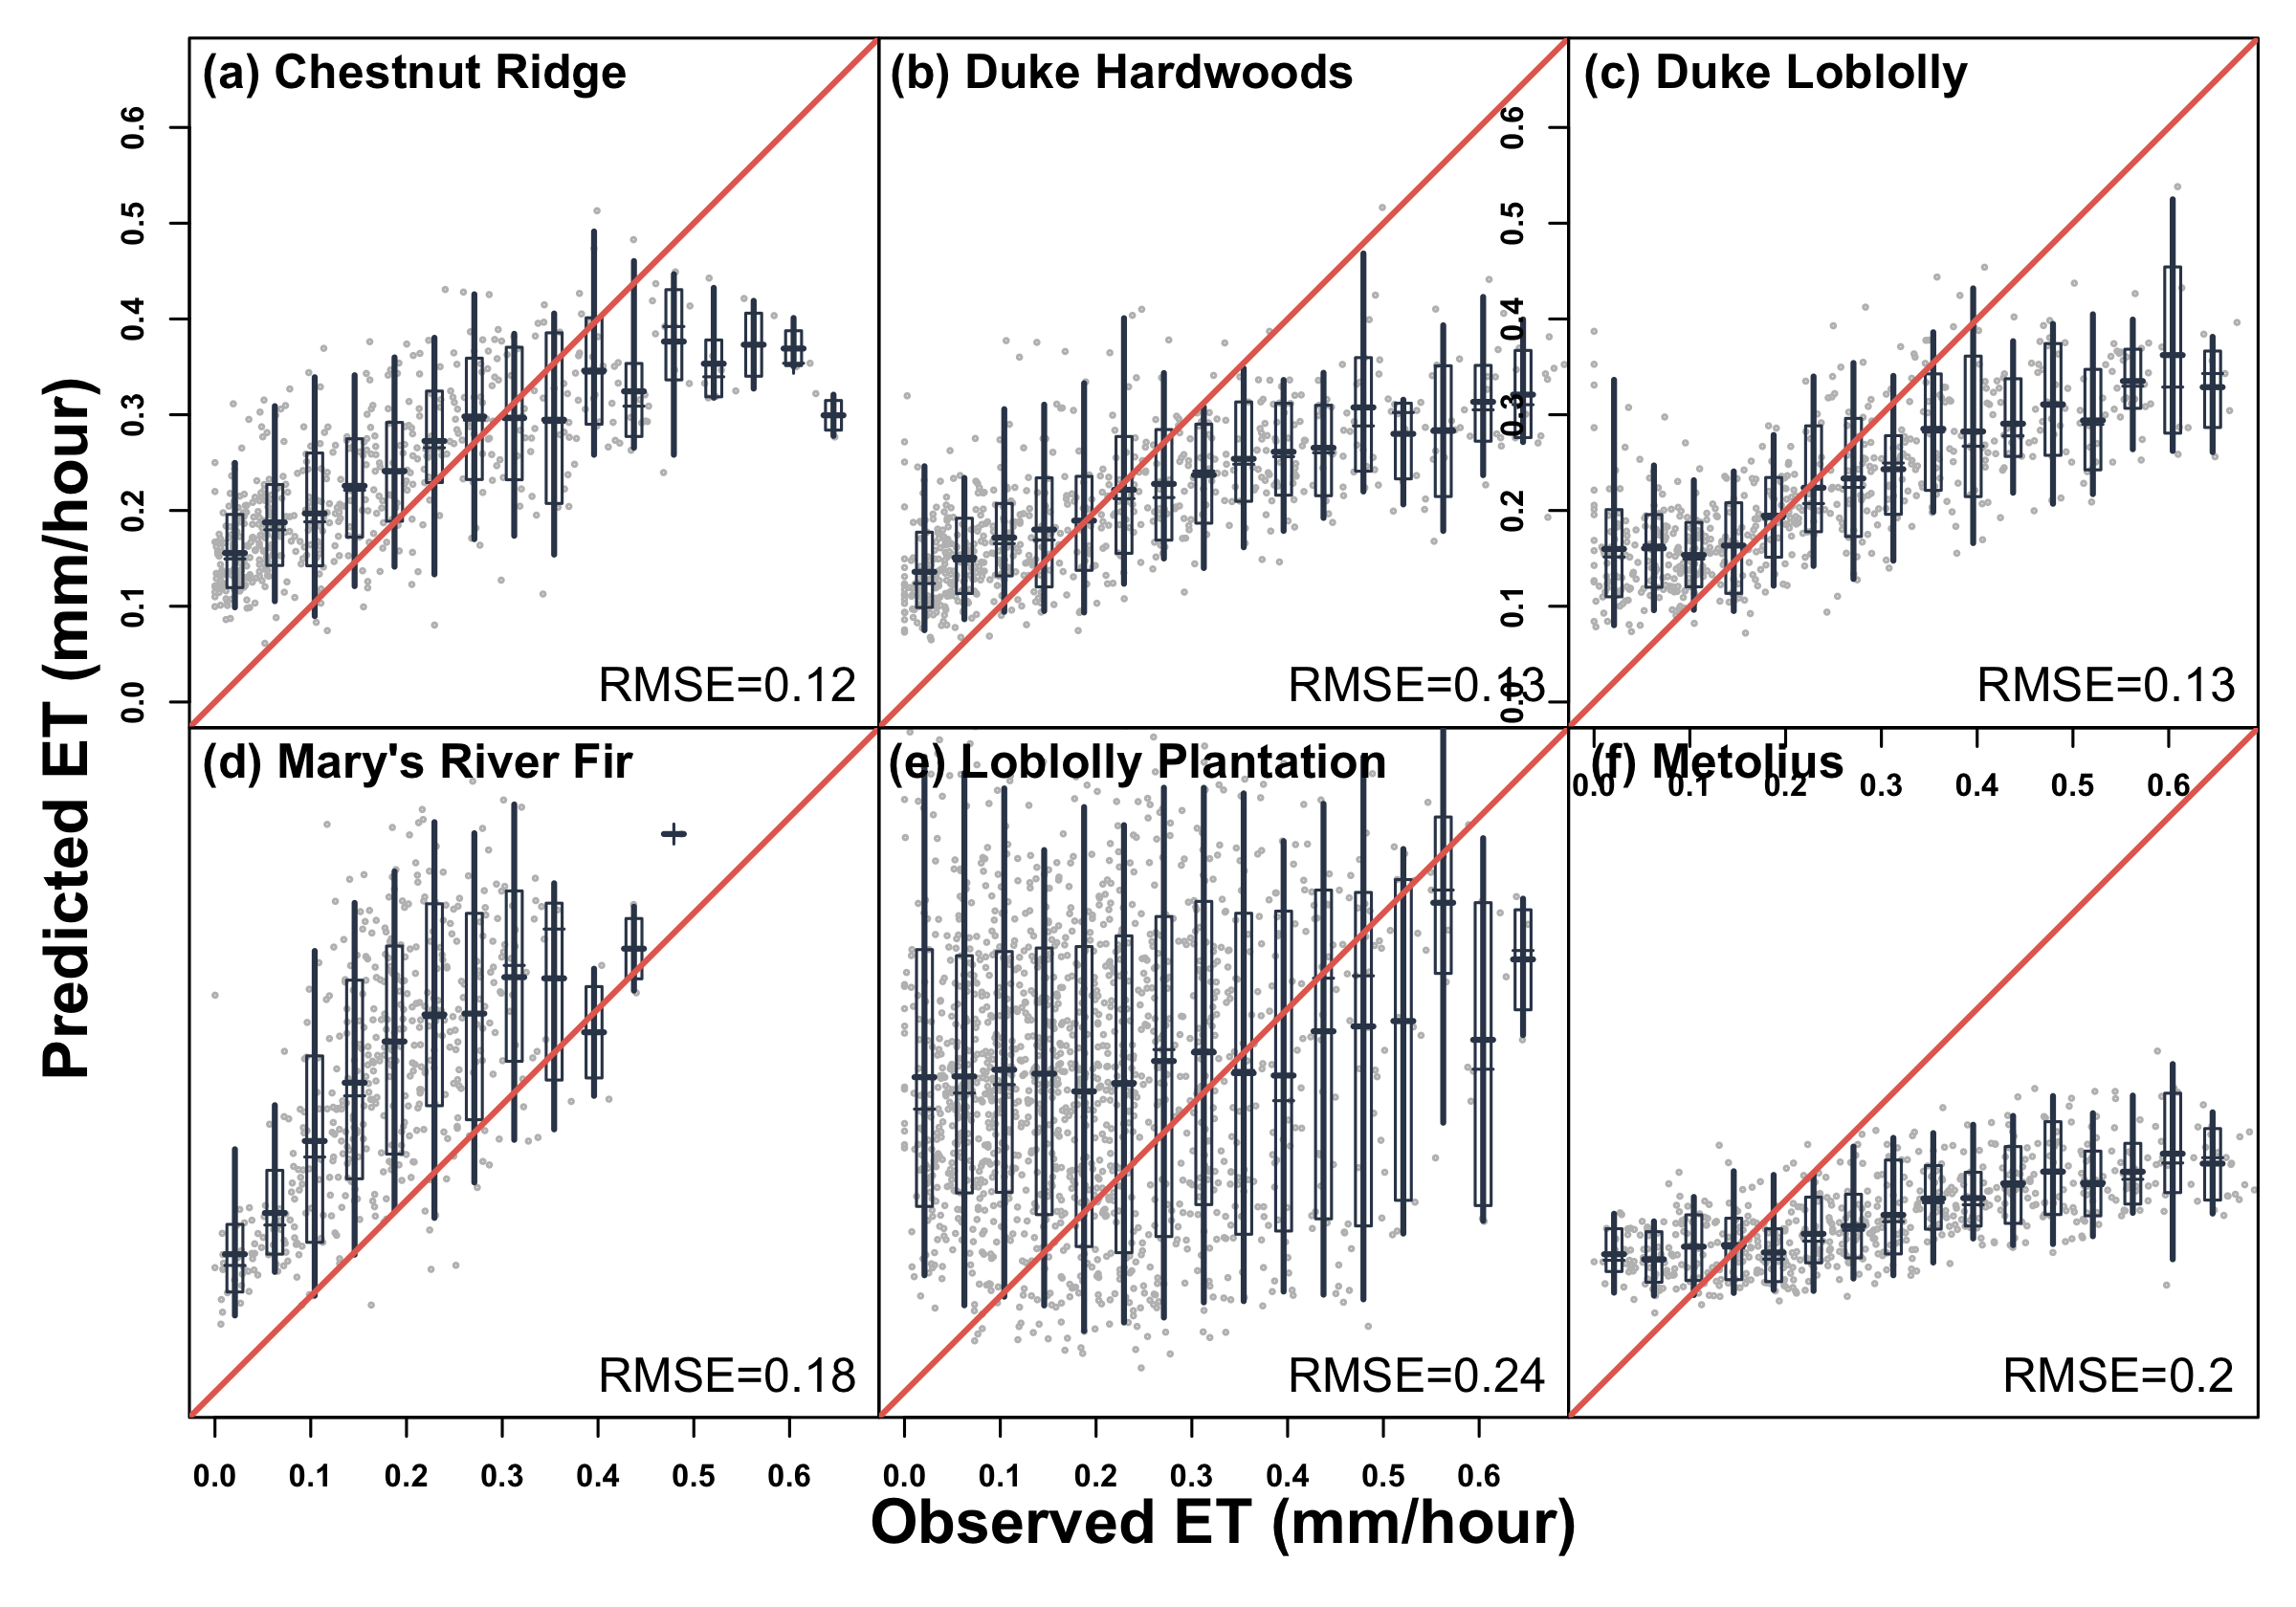 (a) Chestnut Ridge
(b) Duke Hardwoods
(c) Duke Loblolly
0.6
0.5
0.4
0.3
0.2
0.1
0.0
0.6
0.5
0.4
0.3
0.2
0.1
0.0
RMSE=0.12
RMSE=0.13
RMSE=0.13
Predicted ET (mm/hour)
(d) Mary's River Fir
(e) Loblolly Plantation
(f) Metolius
0.0 0.1 0.2 0.3 0.4 0.5 0.6
RMSE=0.18
RMSE=0.24
RMSE=0.2
0.0 0.1 0.2 0.3 0.4 0.5 0.6
0.0 0.1 0.2 0.3 0.4 0.5 0.6
Observed ET (mm/hour)